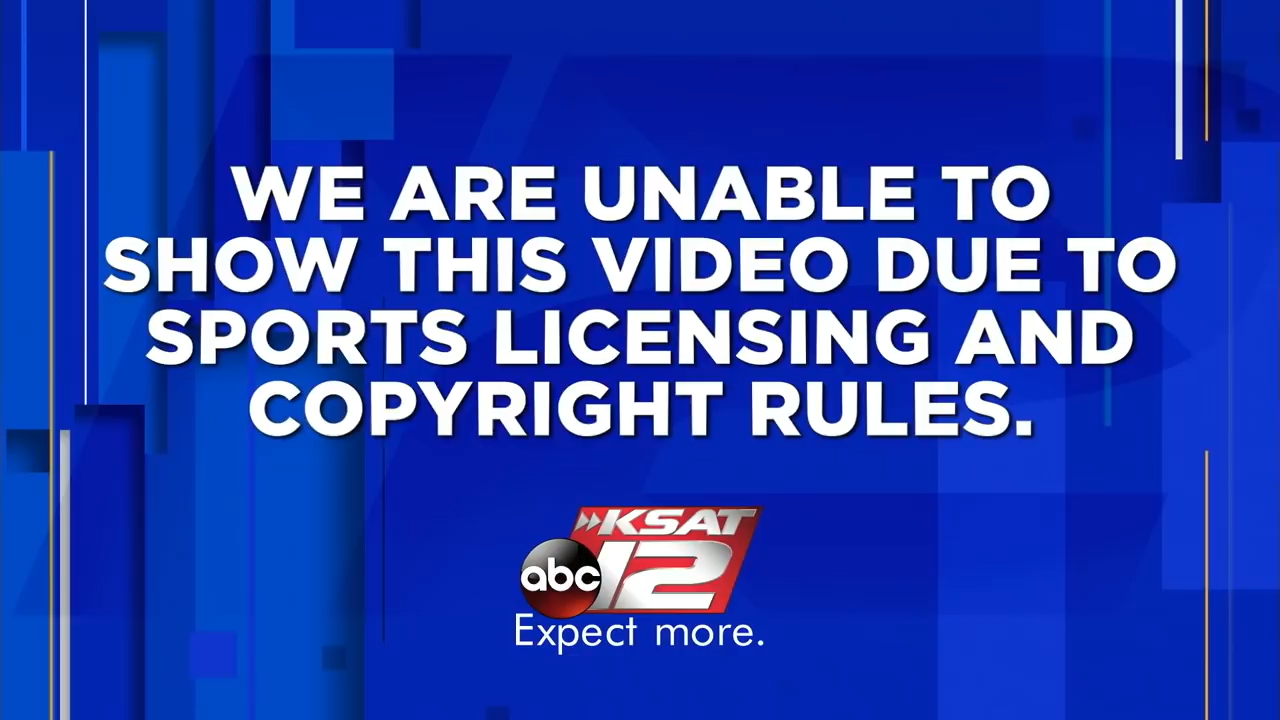 WE ARE UNABLE TO
SHOW THIS VIDEO DUE TO
SPORTS LICENSING AND
COPYRIGHT RULES.
KSAT
abc 12
Expect more.